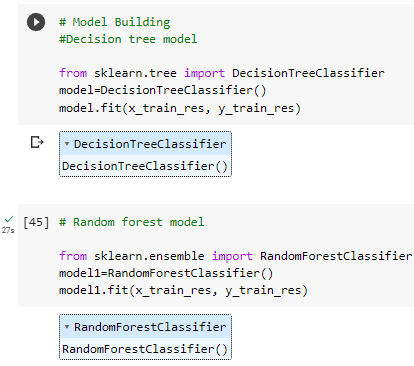 # Model Building
#Decision tree model
from sklearn.tree import DecisionTreeClassifier
model=DecisionTreeClassifier()
model.fit(x_train_res, y_train_res)
DecisionTreeClassifier
DecisionTreeClassifier()
27s
[45]
# Random forest model
from sklearn.ensemble import RandomForestClassifier
model1=RandomForestClassifier()
model1.fit(x_train_res, y_train_res)
RandomForestClassifier
RandomForestClassifier()